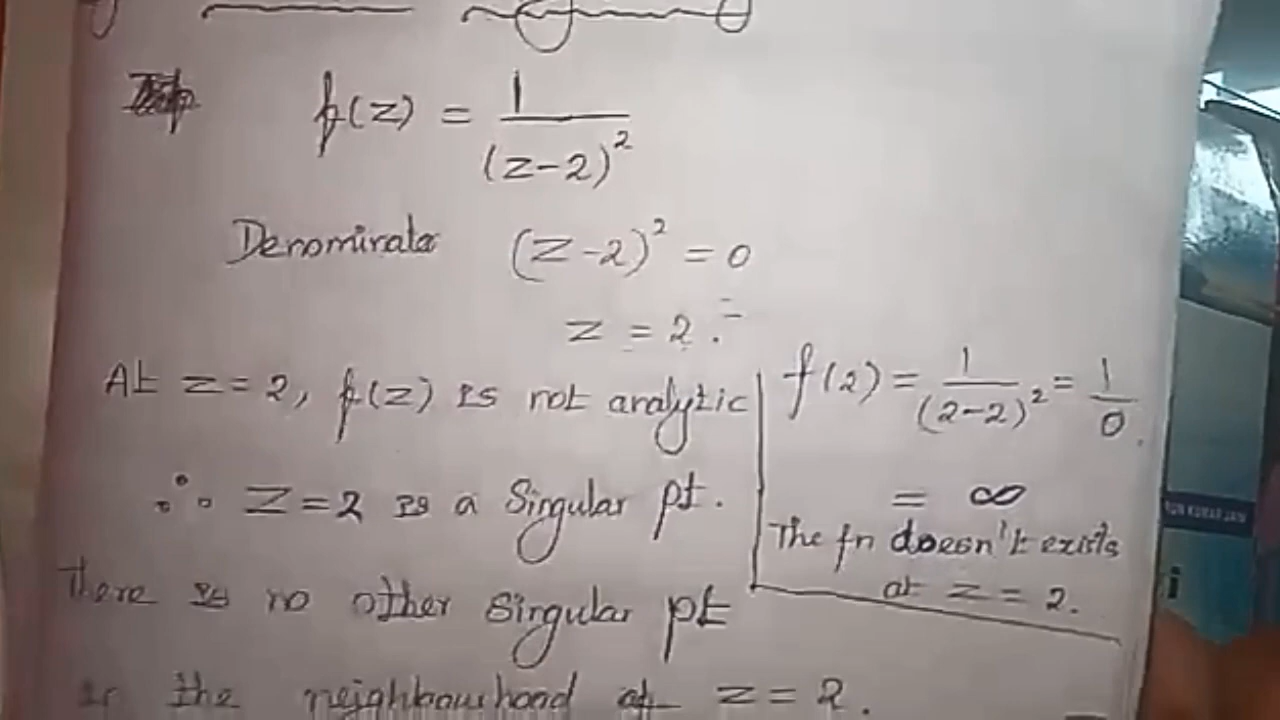 f(z) = 1/(z-2)²
Denominator (z-2)² = 0
z = 2.
At z = 2, f(z) is not analytic
∴ z = 2 is a Singular pt.
There is no other singular pt
in the neighbourhood of z = 2.
f(2) = 1/(2-2)² = 1/0.
= ∞
The fn doesn't exists
at z = 2.